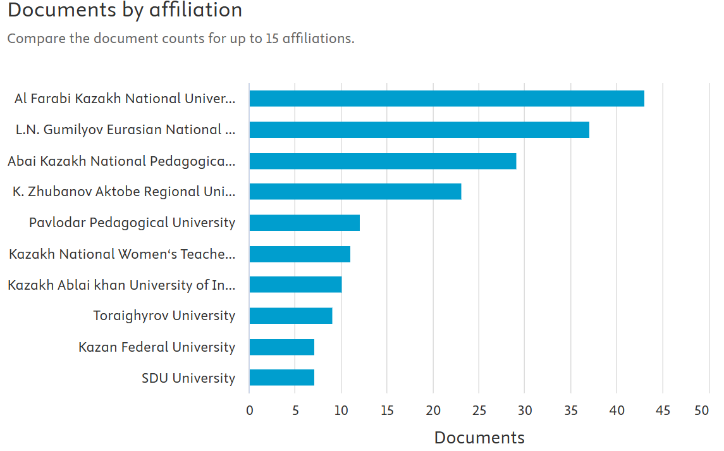 Documents by affiliation
Compare the document counts for up to 15 affiliations.
Al Farabi Kazakh National Univer...
L.N. Gumilyov Eurasian National ...
Abai Kazakh National Pedagogica...
K. Zhubanov Aktobe Regional Uni...
Pavlodar Pedagogical University
Kazakh National Women's Teache...
Kazakh Ablai khan University of In...
Toraighyrov University
Kazan Federal University
SDU University
0 5 10 15 20 25 30 35 40 45 50
Documents